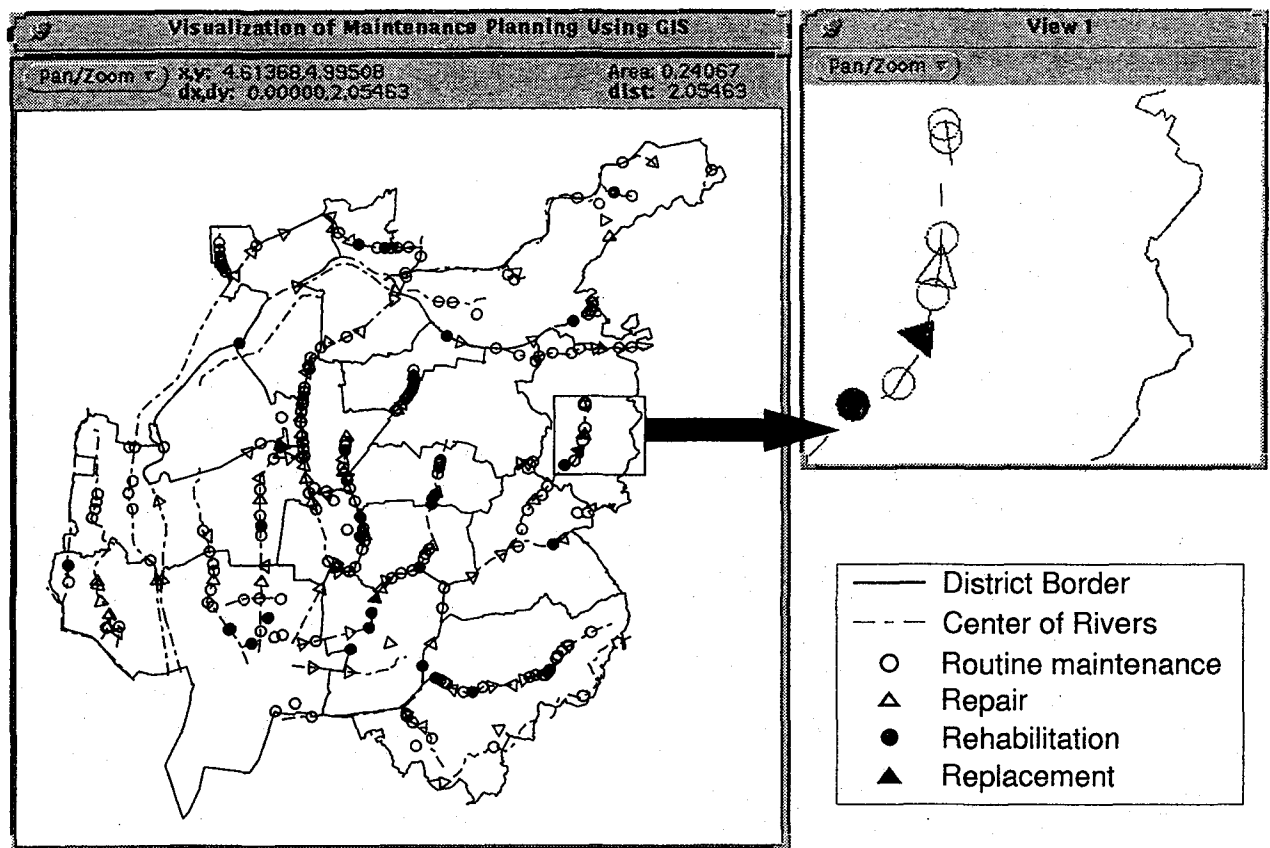 Visualization of Maintenance Planning Using GIS
Pan/Zoom
x,y: 4.61368,4.99508
Area: 0.24067
dx,dy: 0.00000,2.05463
dist: 2.05463
View 1
Pan/Zoom
District Border
Center of Rivers
Routine maintenance
Repair
Rehabilitation
Replacement